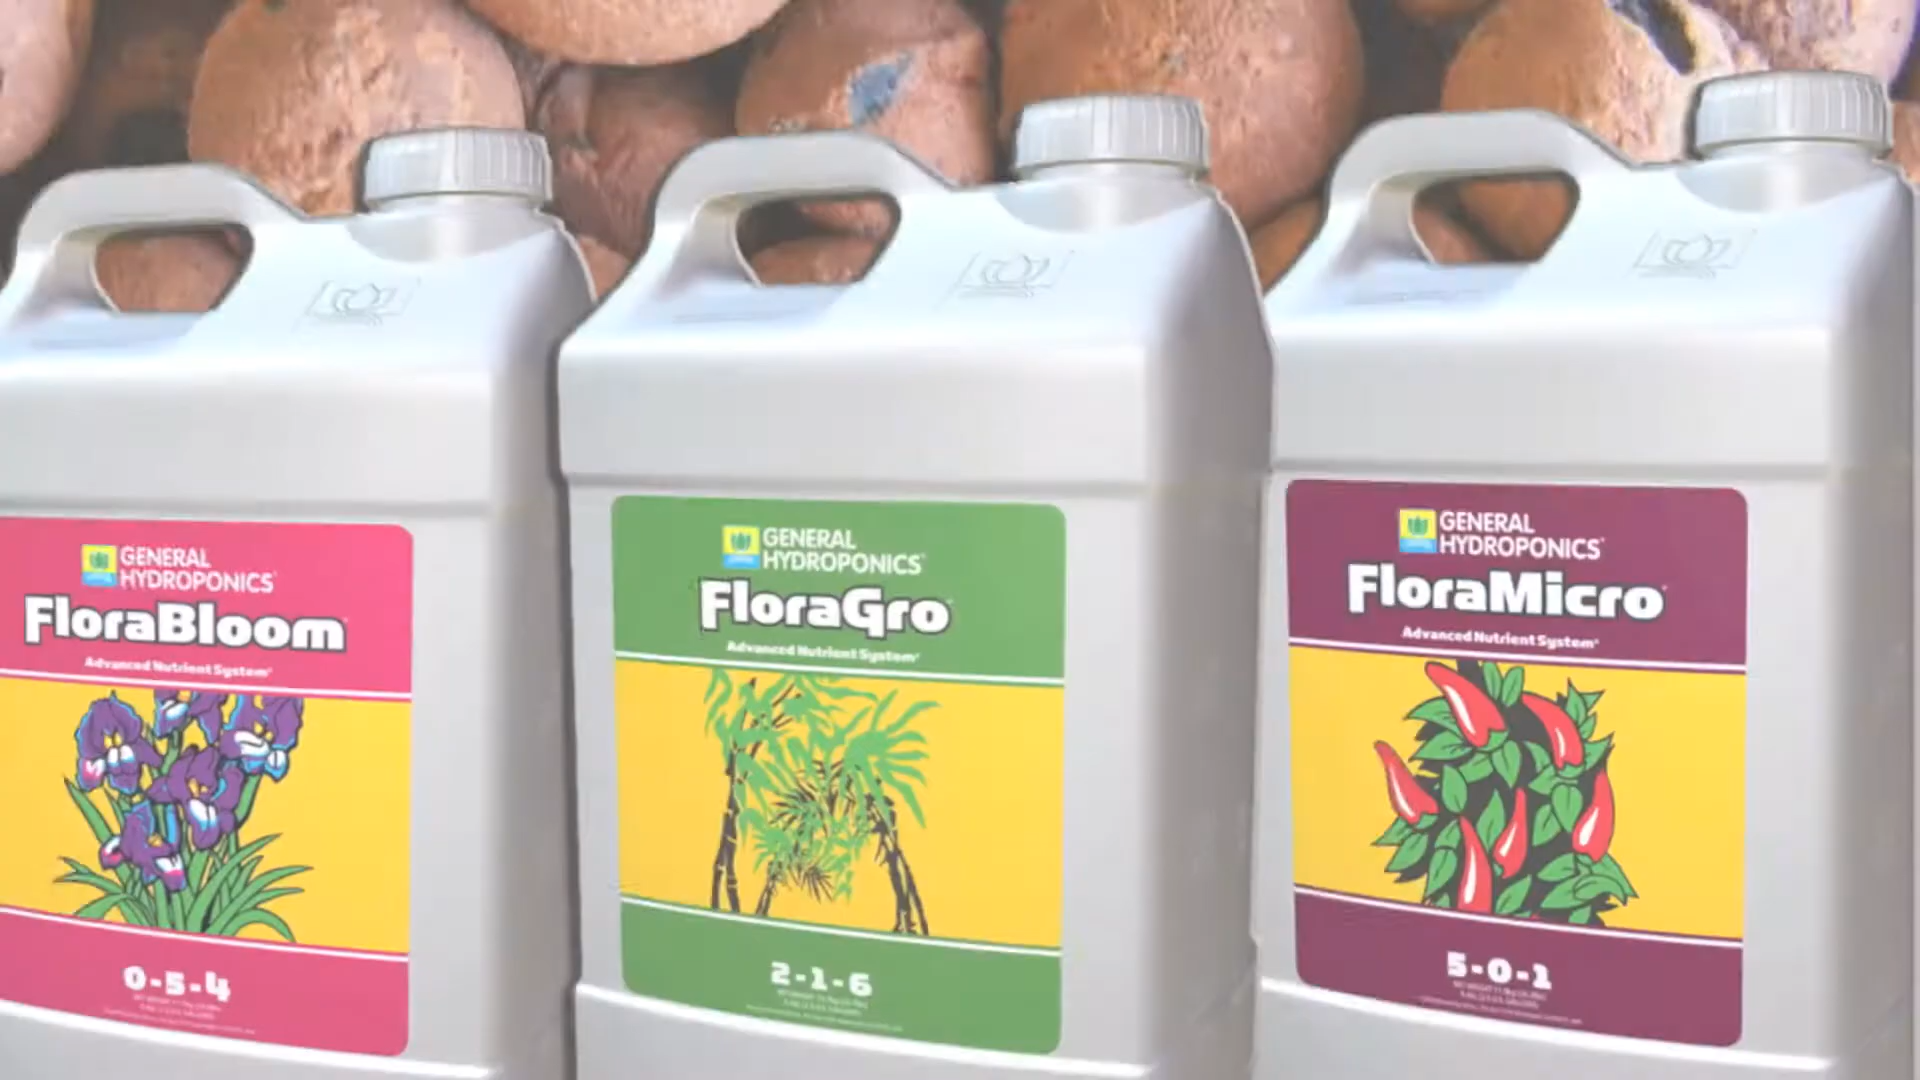 GENERAL
HYDROPONICS
FloraBloom
Advanced Nutrient System
0-5-4
GENERAL
HYDROPONICS
FloraGro
Advanced Nutrient System
2-1-6
GENERAL
HYDROPONICS
FloraMicro
Advanced Nutrient System
5-0-1